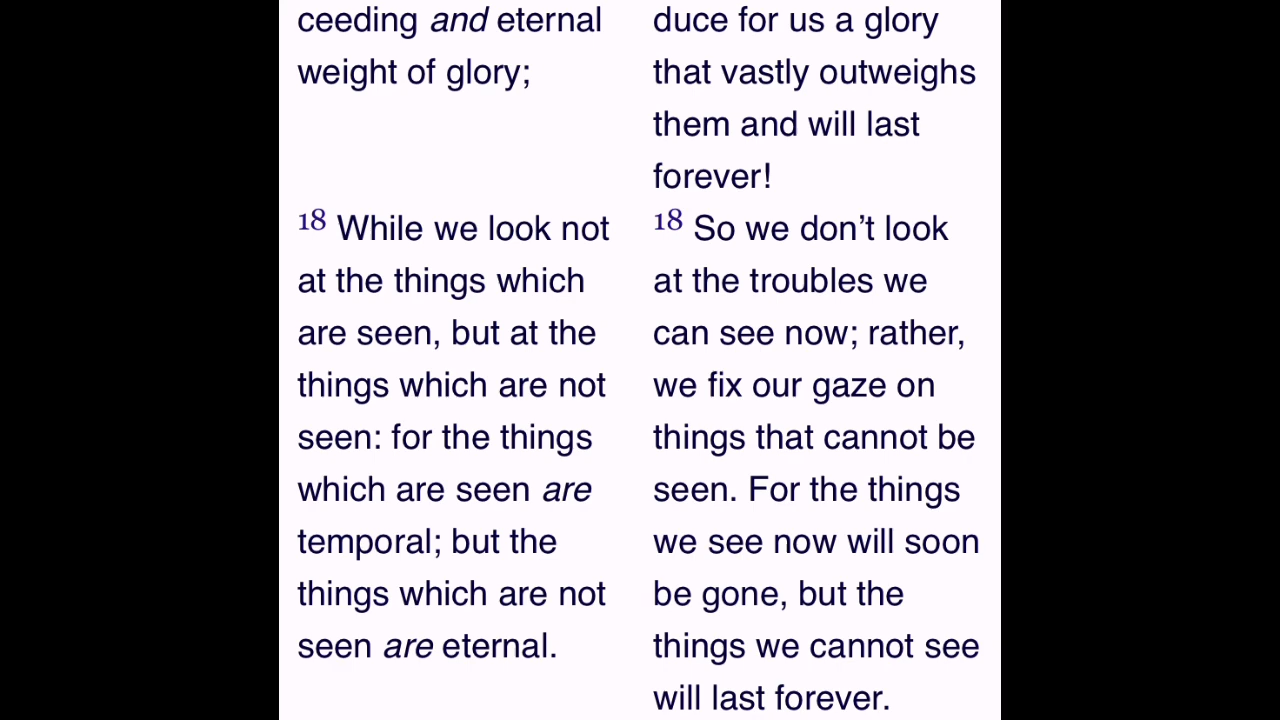 ceeding and eternal
weight of glory;
18 While we look not
at the things which
are seen, but at the
things which are not
seen: for the things
which are seen are
temporal; but the
things which are not
seen are eternal.
duce for us a glory
that vastly outweighs
them and will last
forever!
18 So we don’t look
at the troubles we
can see now; rather,
we fix our gaze on
things that cannot be
seen. For the things
we see now will soon
be gone, but the
things we cannot see
will last forever.